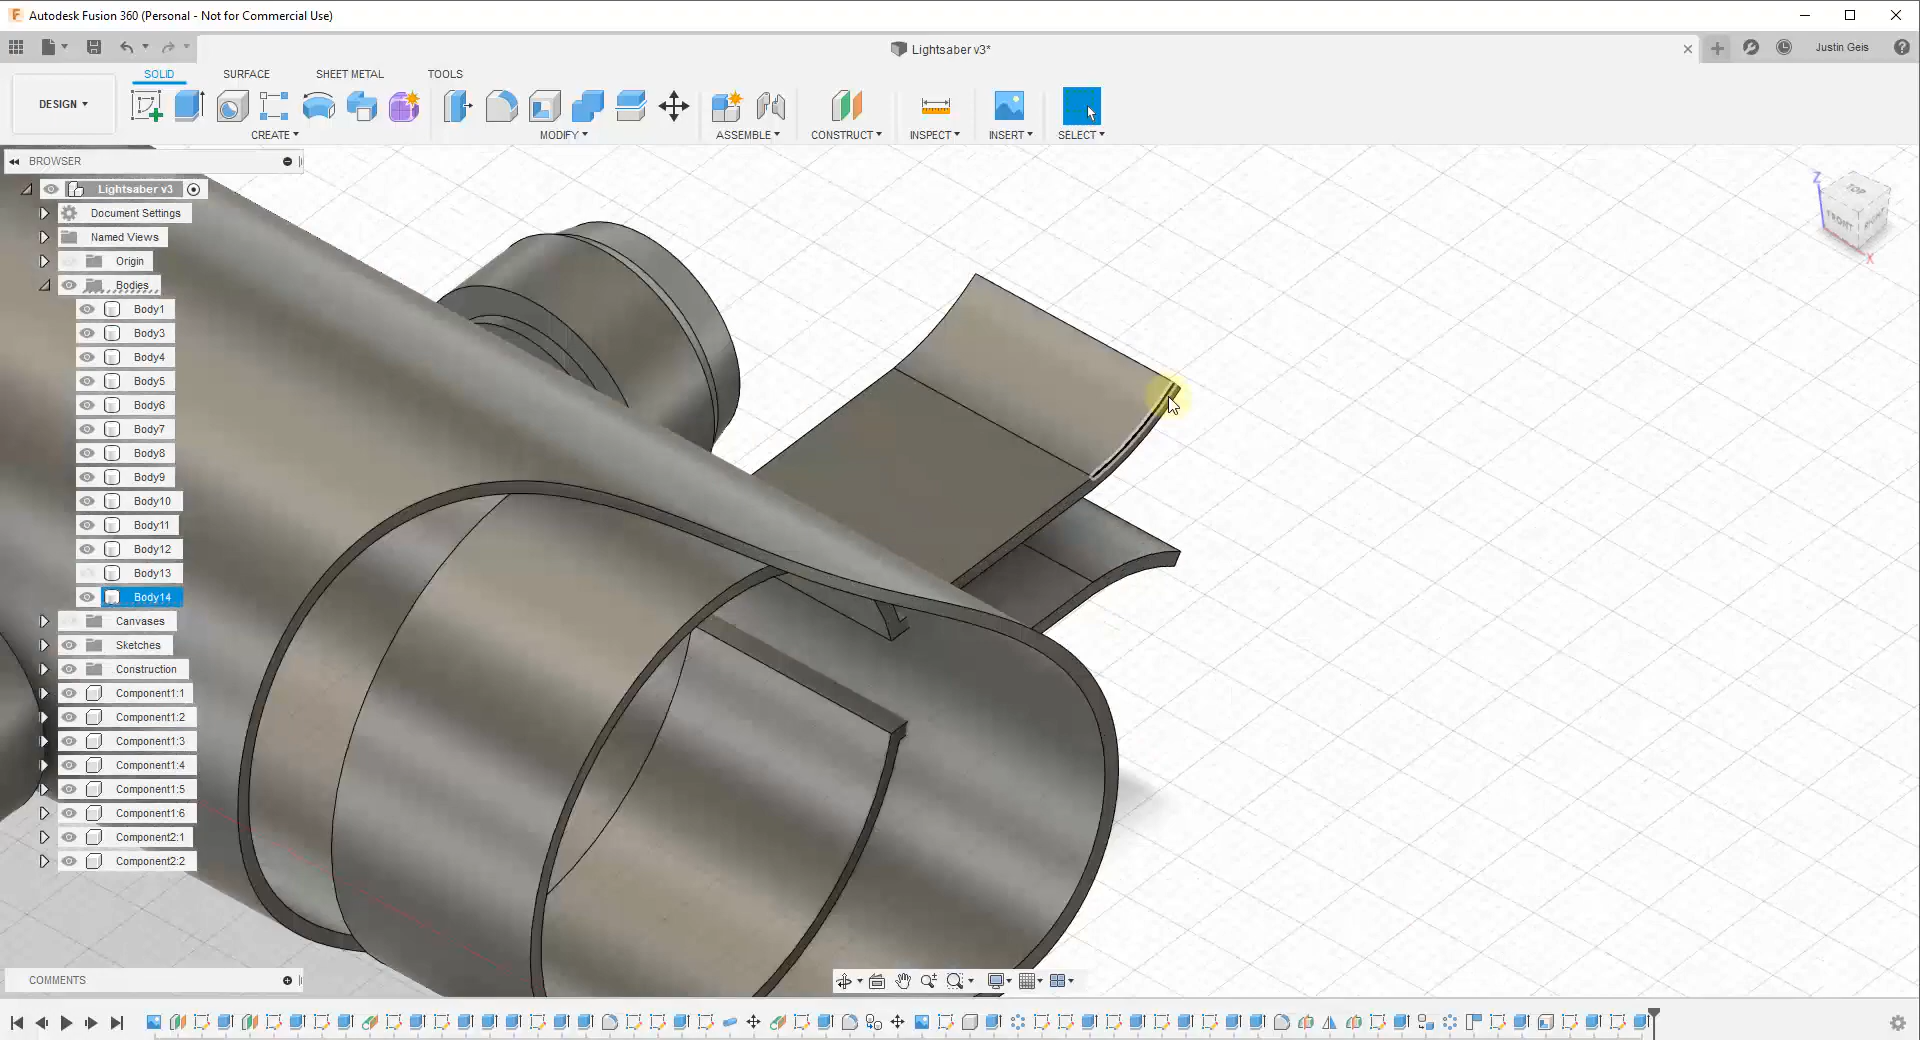 Autodesk Fusion 360 (Personal - Not for Commercial Use)
Lightsaber v3*
Justin Geis
DESIGN
SOLID SURFACE SHEET METAL TOOLS
CREATE MODIFY ASSEMBLE CONSTRUCT INSPECT INSERT SELECT
BROWSER
Lightsaber v3
Document Settings
Named Views
Origin
Bodies
Body1
Body3
Body4
Body5
Body6
Body7
Body8
Body9
Body10
Body11
Body12
Body13
Body14
Canvases
Sketches
Construction
Component1:1
Component1:2
Component1:3
Component1:4
Component1:5
Component1:6
Component2:1
Component2:2
Z
TOP
FRONT RIGHT
X
COMMENTS